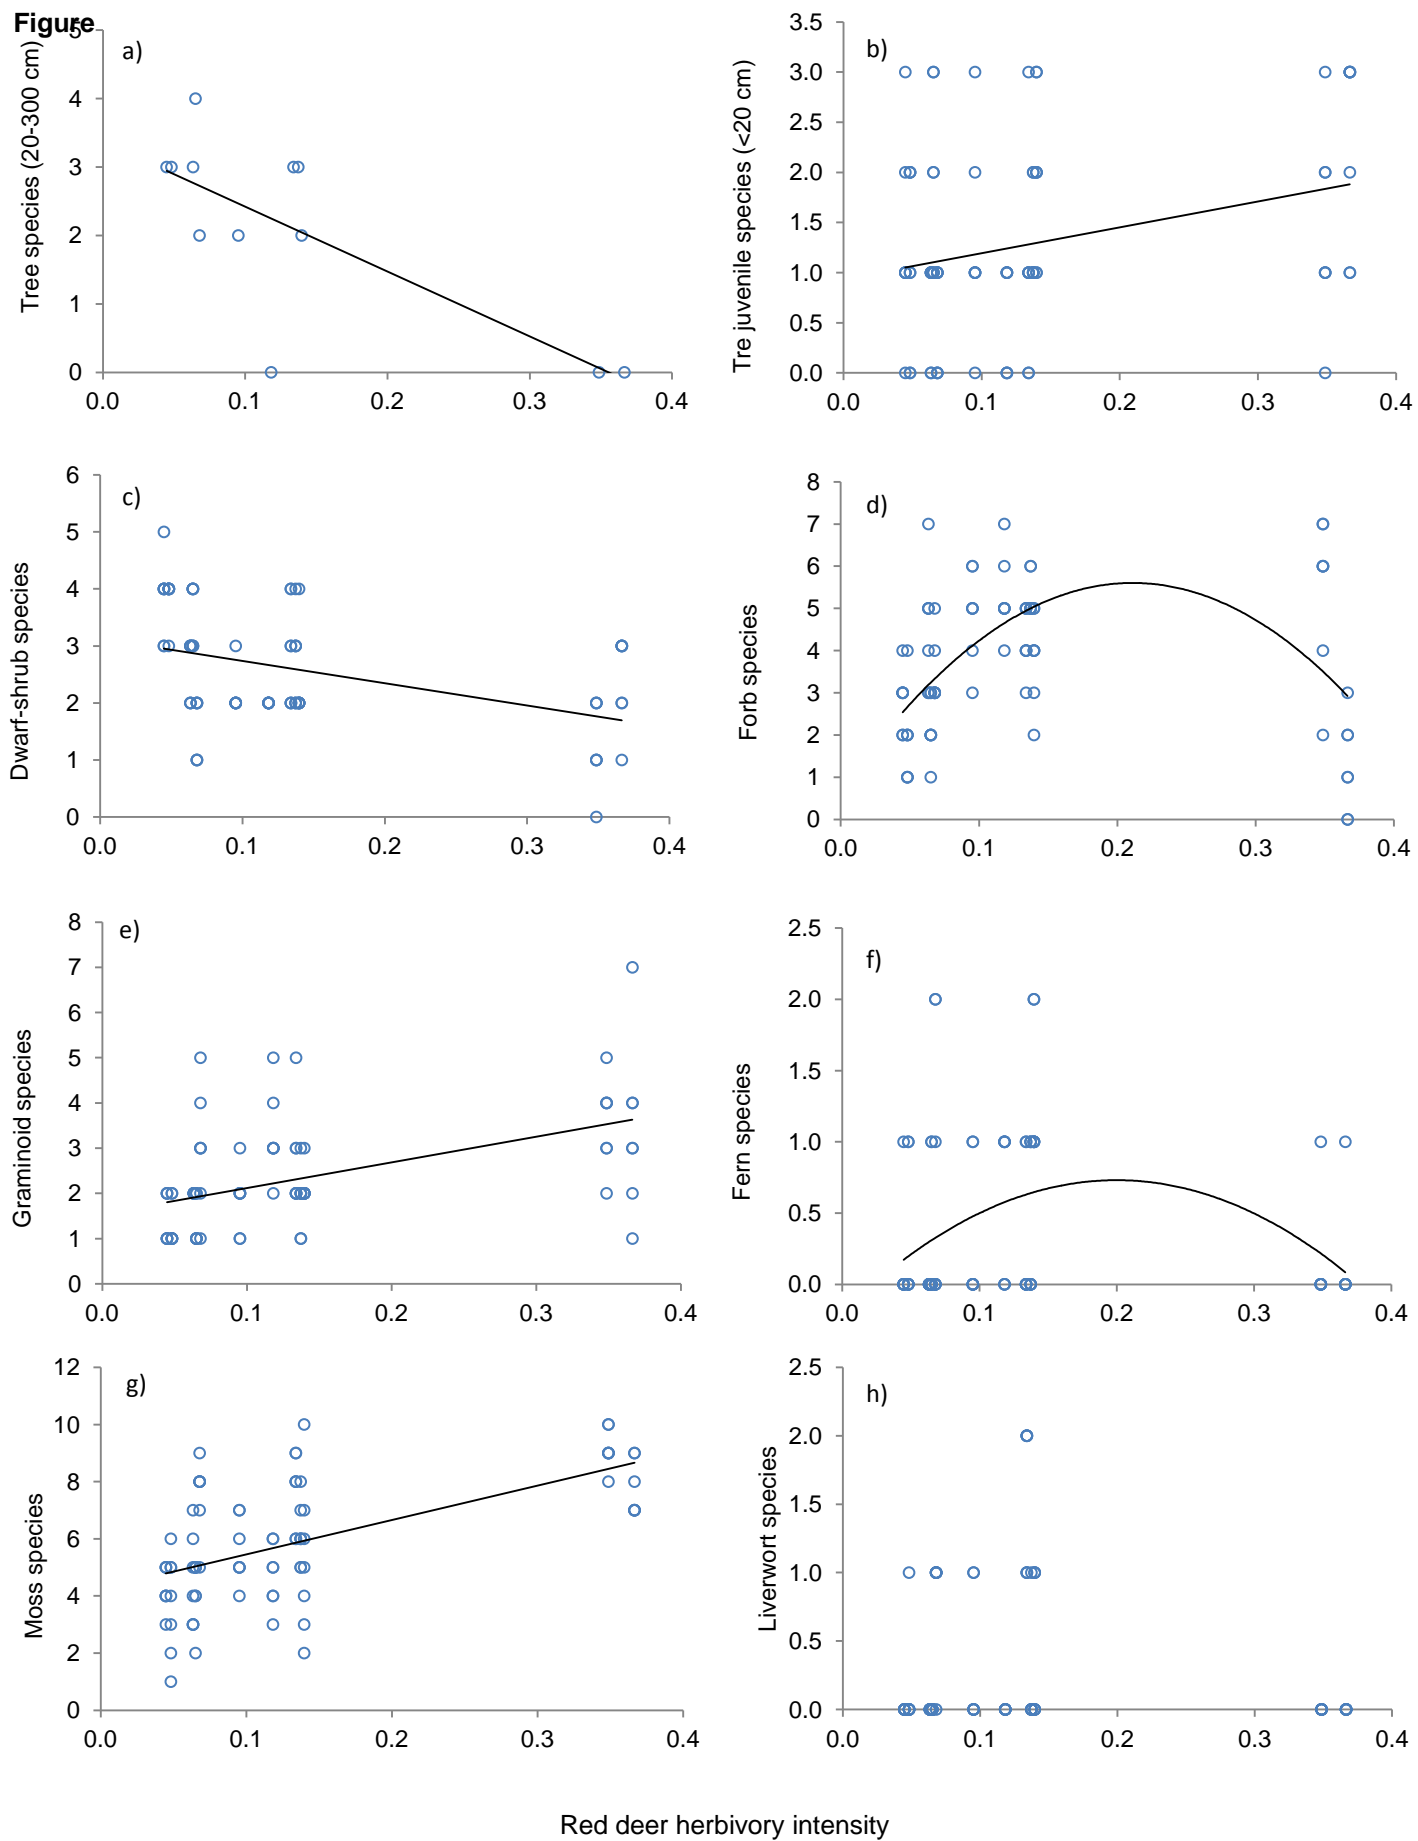 Figure
a)
Tree species (20-300 cm)
5
4
3
2
1
0
0.0 0.1 0.2 0.3 0.4
b)
Tre juvenile species (<20 cm)
3.5
3.0
2.5
2.0
1.5
1.0
0.5
0.0
0.0 0.1 0.2 0.3 0.4
c)
Dwarf-shrub species
6
5
4
3
2
1
0
0.0 0.1 0.2 0.3 0.4
d)
Forb species
8
7
6
5
4
3
2
1
0
0.0 0.1 0.2 0.3 0.4
e)
Graminoid species
8
7
6
5
4
3
2
1
0
0.0 0.1 0.2 0.3 0.4
f)
Fern species
2.5
2.0
1.5
1.0
0.5
0.0
0.0 0.1 0.2 0.3 0.4
g)
Moss species
12
10
8
6
4
2
0
0.0 0.1 0.2 0.3 0.4
h)
Liverwort species
2.5
2.0
1.5
1.0
0.5
0.0
0.0 0.1 0.2 0.3 0.4
Red deer herbivory intensity